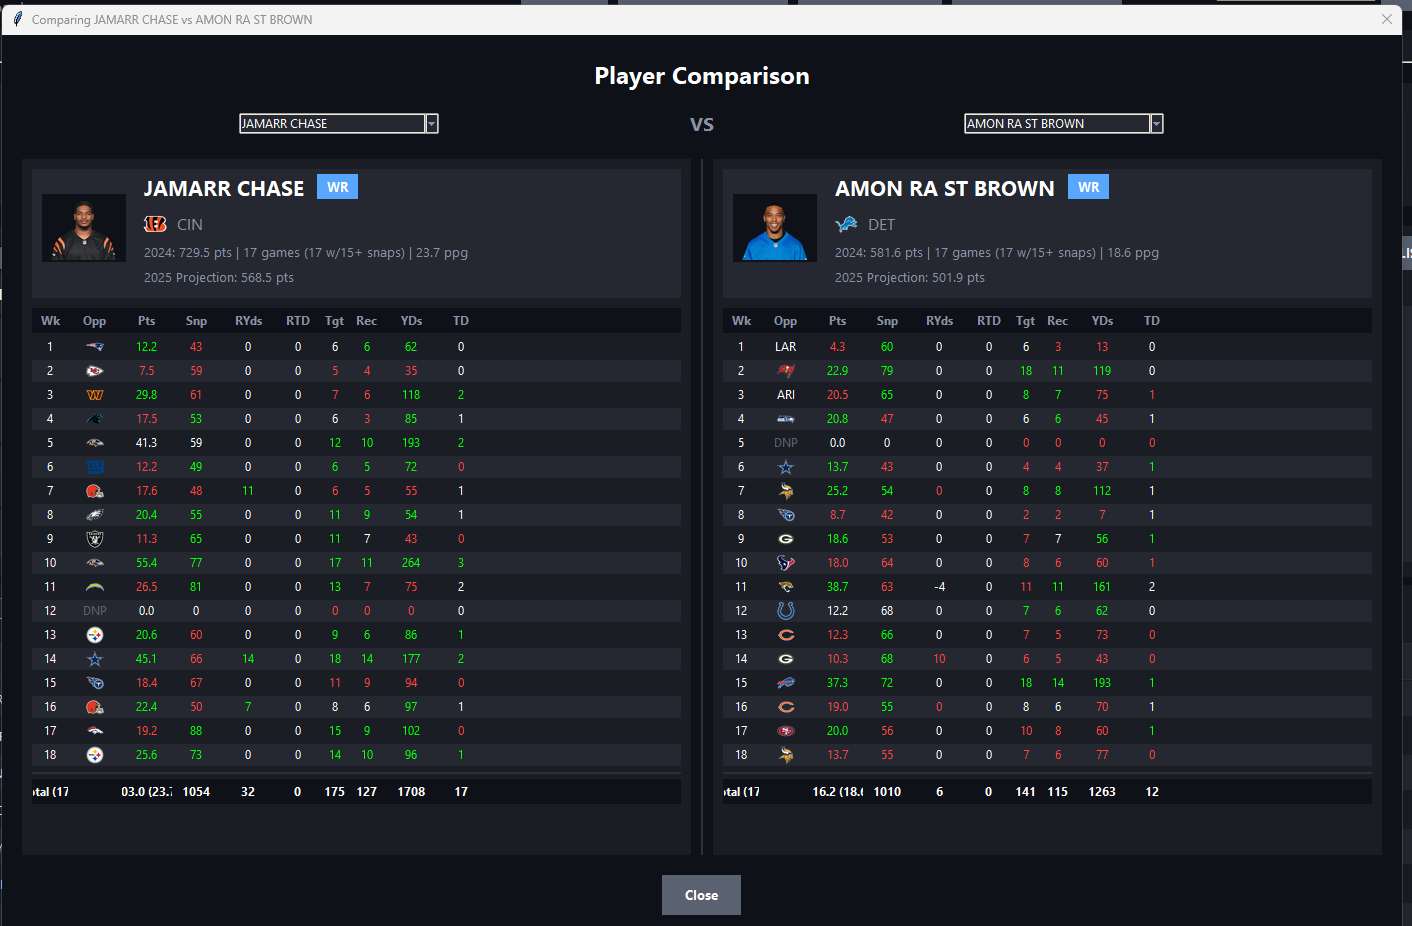 Comparing JAMARR CHASE vs AMON RA ST BROWN
Player Comparison
JAMARR CHASE VS AMON RA ST BROWN
JAMARR CHASE WR
CIN
2024: 729.5 pts | 17 games (17 w/15+ snaps) | 23.7 ppg
2025 Projection: 568.5 pts
Wk Opp Pts Snp RYds RTD Tgt Rec YDs TD
1 12.2 43 0 0 6 6 62 0
2 7.5 59 0 0 5 4 35 0
3 29.8 61 0 0 7 6 118 2
4 17.5 53 0 0 6 3 85 1
5 41.3 59 0 0 12 10 193 2
6 12.2 49 0 0 6 5 72 0
7 17.6 48 11 0 6 5 55 1
8 20.4 55 0 0 11 9 54 1
9 11.3 65 0 0 11 7 43 0
10 55.4 77 0 0 17 11 264 3
11 26.5 81 0 0 13 7 75 2
12 DNP 0.0 0 0 0 0 0 0 0
13 20.6 60 0 0 9 6 86 1
14 45.1 66 14 0 18 14 177 2
15 18.4 67 0 0 11 9 94 0
16 22.4 50 7 0 8 6 97 1
17 19.2 88 0 0 15 9 102 0
18 25.6 73 0 0 14 10 96 1
otal (17 03.0 (23.7 1054 32 0 175 127 1708 17
AMON RA ST BROWN WR
DET
2024: 581.6 pts | 17 games (17 w/15+ snaps) | 18.6 ppg
2025 Projection: 501.9 pts
Wk Opp Pts Snp RYds RTD Tgt Rec YDs TD
1 LAR 4.3 60 0 0 6 3 13 0
2 22.9 79 0 0 18 11 119 0
3 ARI 20.5 65 0 0 8 7 75 1
4 20.8 47 0 0 6 6 45 1
5 DNP 0.0 0 0 0 0 0 0 0
6 13.7 43 0 0 4 4 37 1
7 25.2 54 0 0 8 8 112 1
8 8.7 42 0 0 2 2 7 1
9 18.6 53 0 0 7 7 56 1
10 18.0 64 0 0 8 6 60 1
11 38.7 63 -4 0 11 11 161 2
12 12.2 68 0 0 7 6 62 0
13 12.3 66 0 0 7 5 73 0
14 10.3 68 10 0 6 5 43 0
15 37.3 72 0 0 18 14 193 1
16 19.0 55 0 0 8 6 70 1
17 20.0 56 0 0 10 8 60 1
18 13.7 55 0 0 7 6 77 0
otal (17 16.2 (18.6 1010 6 0 141 115 1263 12
Close